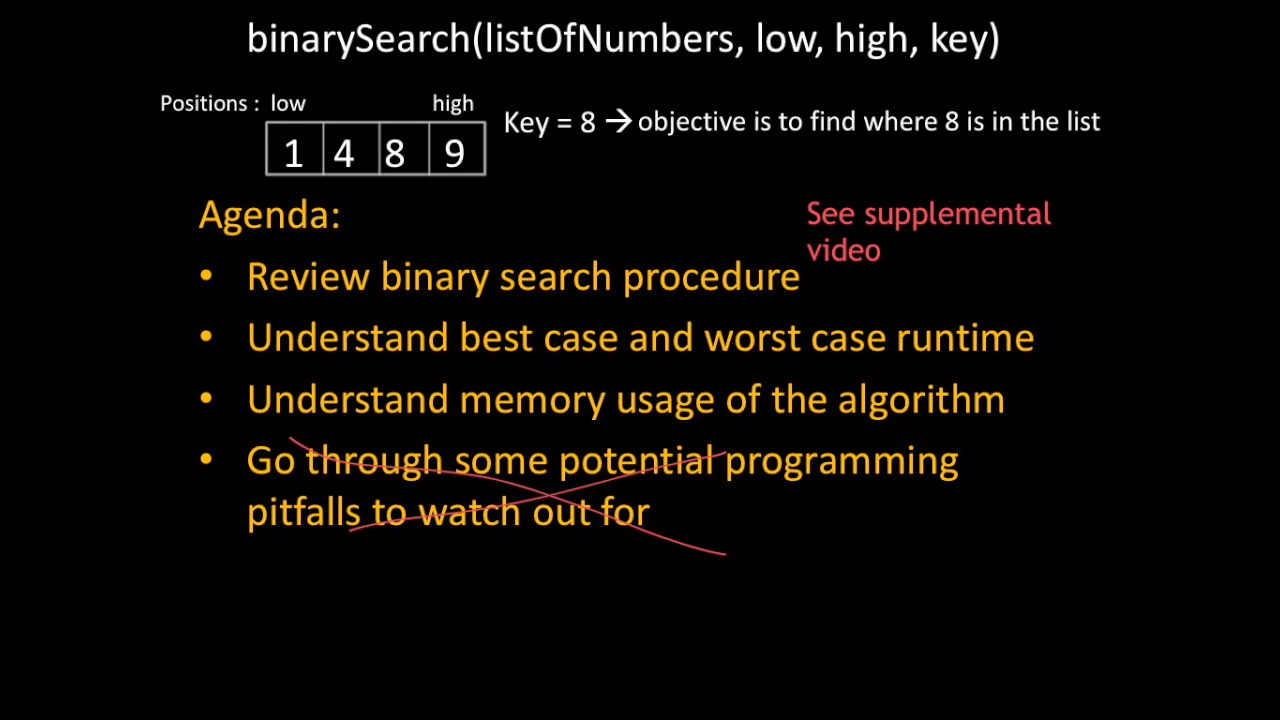 binarySearch(listOfNumbers, low, high, key)
Positions : low high
1 4 8 9
Key = 8 → objective is to find where 8 is in the list
Agenda:
See supplemental
video
• Review binary search procedure
• Understand best case and worst case runtime
• Understand memory usage of the algorithm
• Go through some potential programming
pitfalls to watch out for